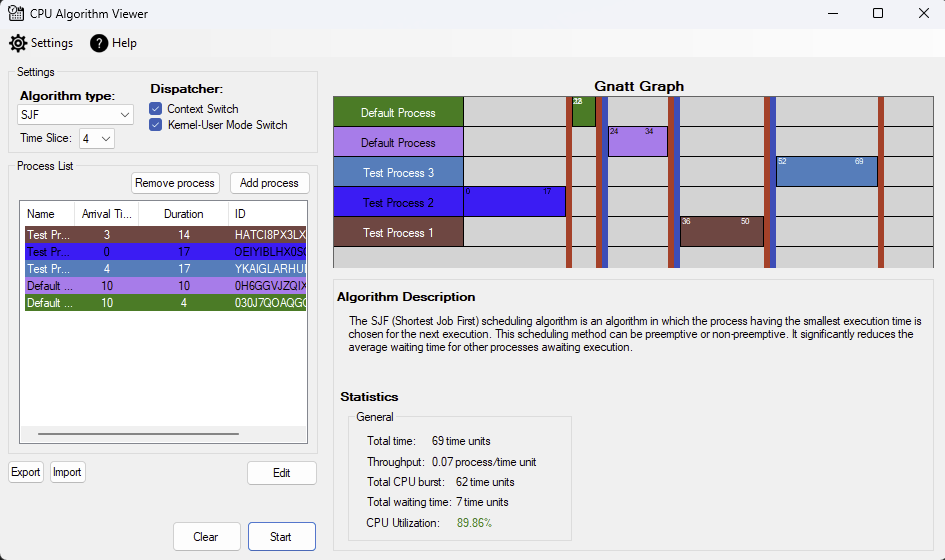 CPU Algorithm Viewer
Settings
Help
Settings
Algorithm type:
SJF
Time Slice: 4
Dispatcher:
Context Switch
Kernel-User Mode Switch
Process List
Remove process
Add process
Name Arrival Ti... Duration ID
Test Pr... 3 14 HATCI8PX3LX
Test Pr... 0 17
Test Pr... 4 17 YKAIGLARHU
Default ... 10 10 0H6GGVJZQIX
Default ... 10 4 030J7QOAQG
Export
Import
Edit
Clear
Start
Gnatt Graph
Default Process
Default Process 24 34
Test Process 3 52 69
Test Process 2 0 17
Test Process 1 36 50
Algorithm Description
The SJF (Shortest Job First) scheduling algorithm is an algorithm in which the process having the smallest execution time is
chosen for the next execution. This scheduling method can be preemptive or non-preemptive. It significantly reduces the
average waiting time for other processes awaiting execution.
Statistics
General
Total time: 69 time units
Throughput: 0.07 process/time unit
Total CPU burst: 62 time units
Total waiting time: 7 time units
CPU Utilization: 89.86%